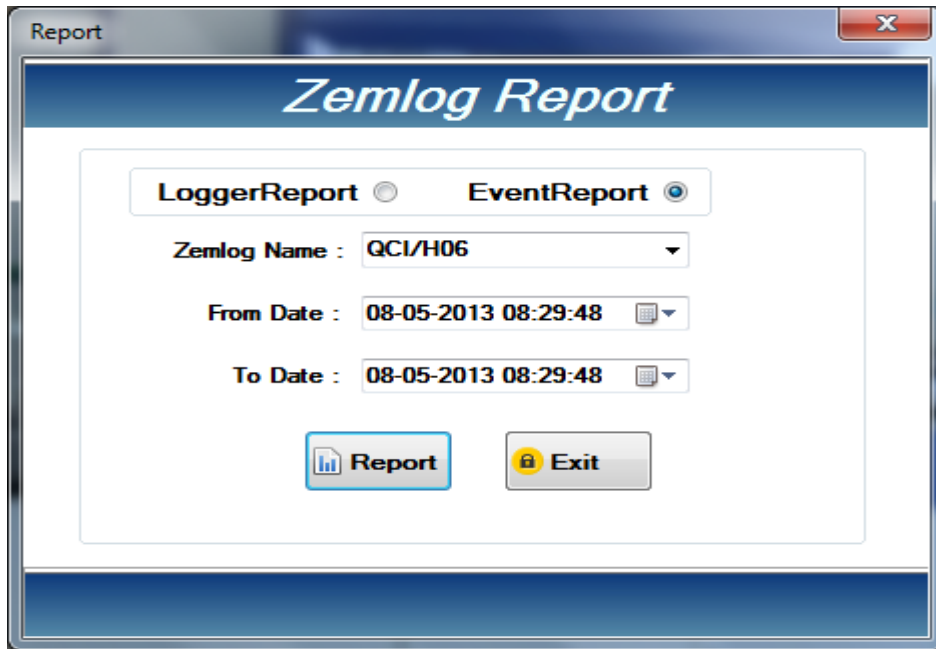 Report
Zemlog Report
LoggerReport EventReport
Zemlog Name : QCI/H06
From Date : 08-05-2013 08:29:48
To Date : 08-05-2013 08:29:48
Report Exit